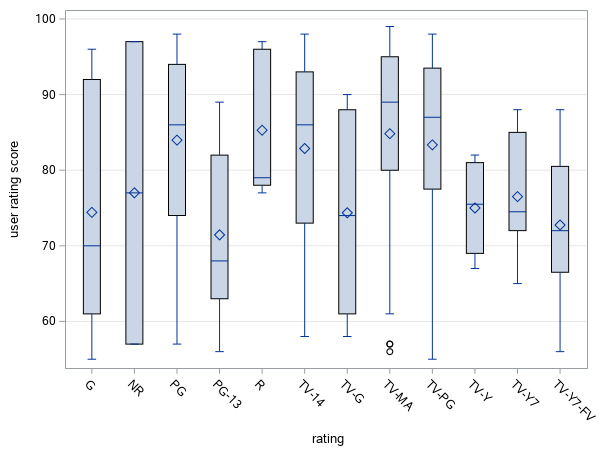 100
90
80
70
60
user rating score
G
NR
PG
PG-13
R
TV-14
TV-G
TV-MA
TV-PG
TV-Y
TV-Y7
TV-Y7-FV
rating